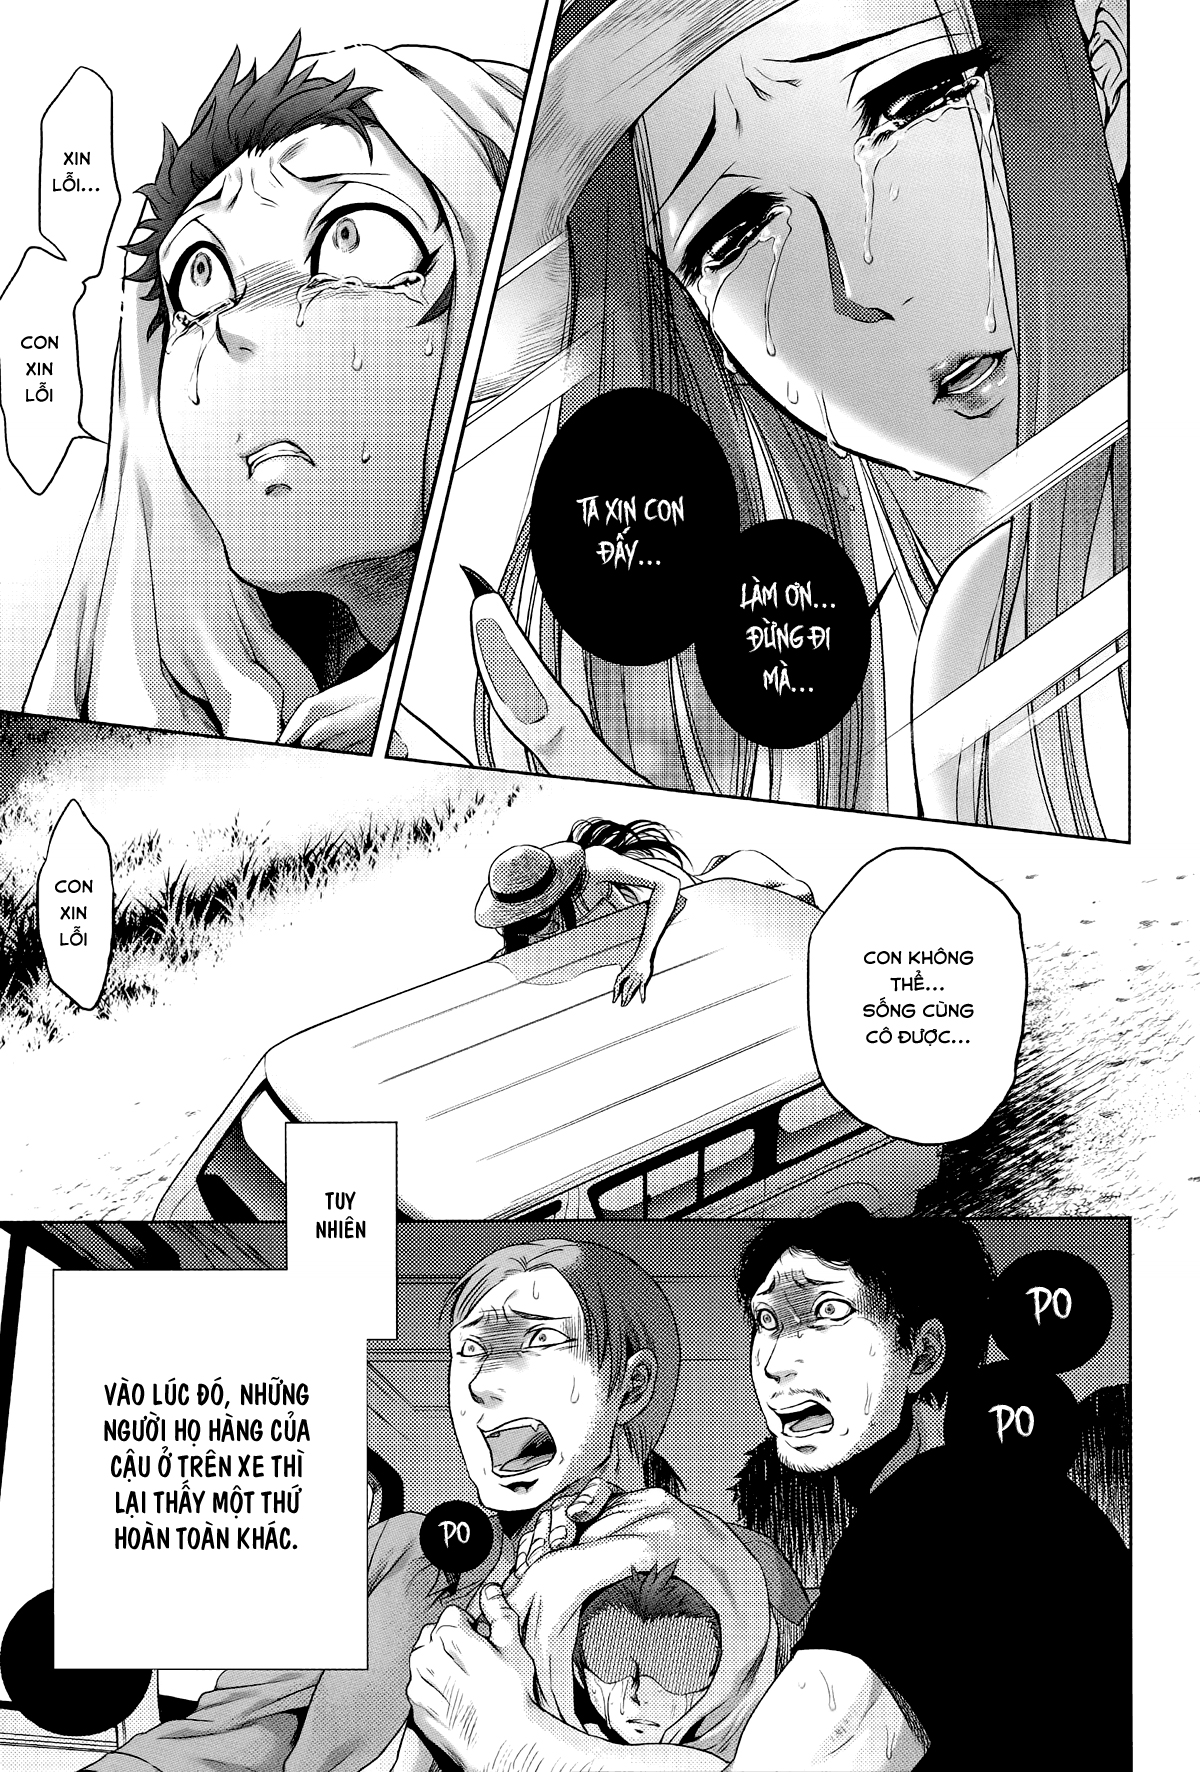 TA XIN CON
ĐẤY...
LÀM ƠN...
ĐỪNG ĐI
MÀ...
XIN
LỖI...
CON
XIN
LỖI
CON KHÔNG
THỂ...
SỐNG CÙNG
CÔ ĐƯỢC...
CON
XIN
LỖI
TUY
NHIÊN
PO
PO
PO
VÀO LÚC ĐÓ, NHỮNG
NGƯỜI HỌ HÀNG CỦA
CẬU Ở TRÊN XE THÌ
LẠI THẤY MỘT THỨ
HOÀN TOÀN KHÁC.